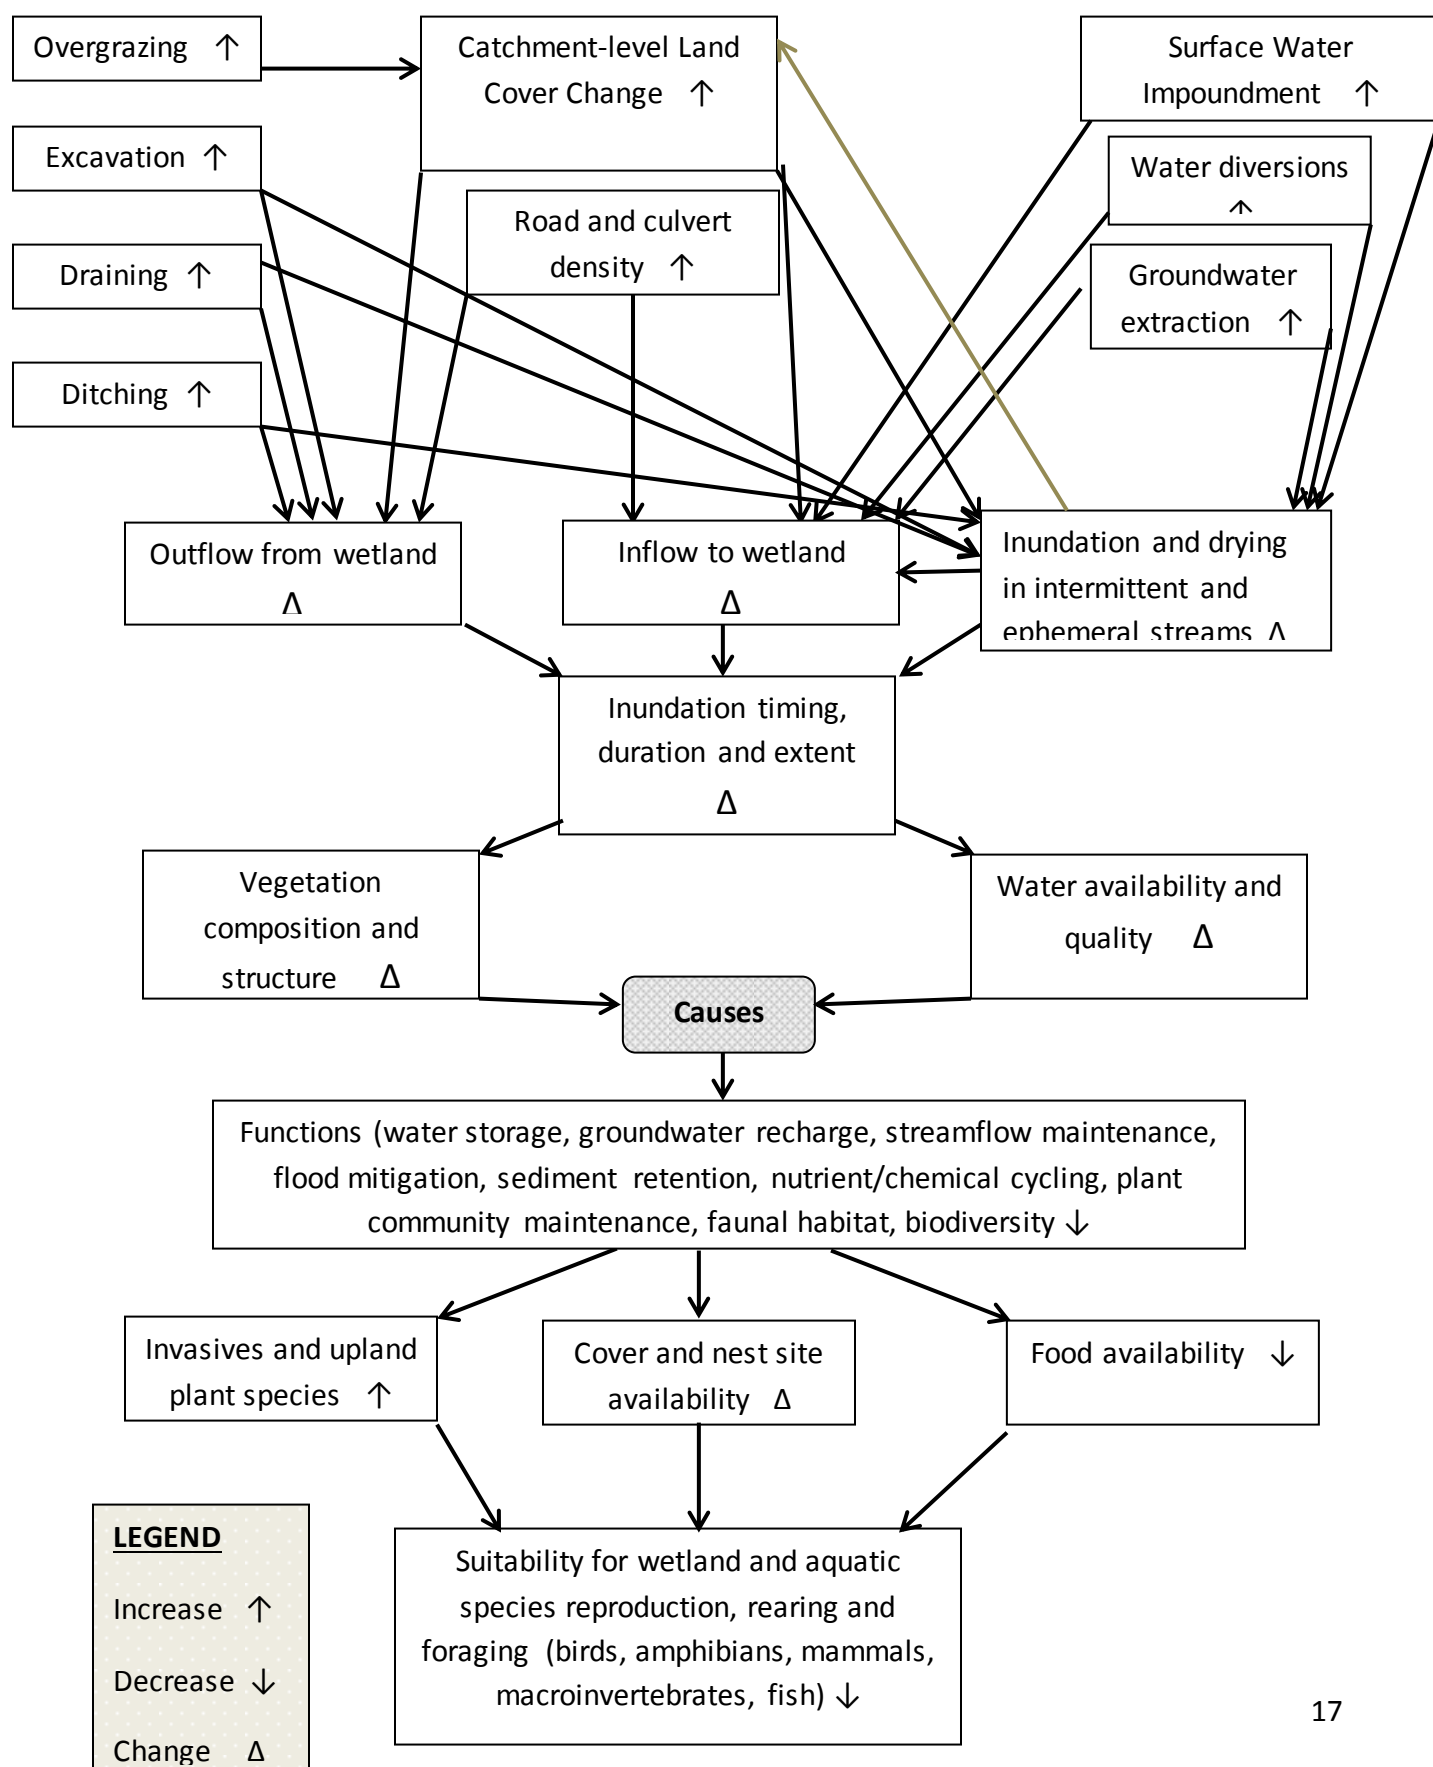 Overgrazing ↑
Catchment-level Land
Cover Change ↑
Surface Water
Impoundment ↑
Excavation ↑
Water diversions
↑
Road and culvert
density ↑
Draining ↑
Groundwater
extraction ↑
Ditching ↑
Outflow from wetland
Δ
Inflow to wetland
Δ
Inundation and drying
in intermittent and
ephemeral streams Δ
Inundation timing,
duration and extent
Δ
Vegetation
composition and
structure Δ
Water availability and
quality Δ
Causes
Functions (water storage, groundwater recharge, streamflow maintenance,
flood mitigation, sediment retention, nutrient/chemical cycling, plant
community maintenance, faunal habitat, biodiversity ↓
Invasives and upland
plant species ↑
Cover and nest site
availability Δ
Food availability ↓
Suitability for wetland and aquatic
species reproduction, rearing and
foraging (birds, amphibians, mammals,
macroinvertebrates, fish) ↓
LEGEND
Increase ↑
Decrease ↓
Change Δ
17